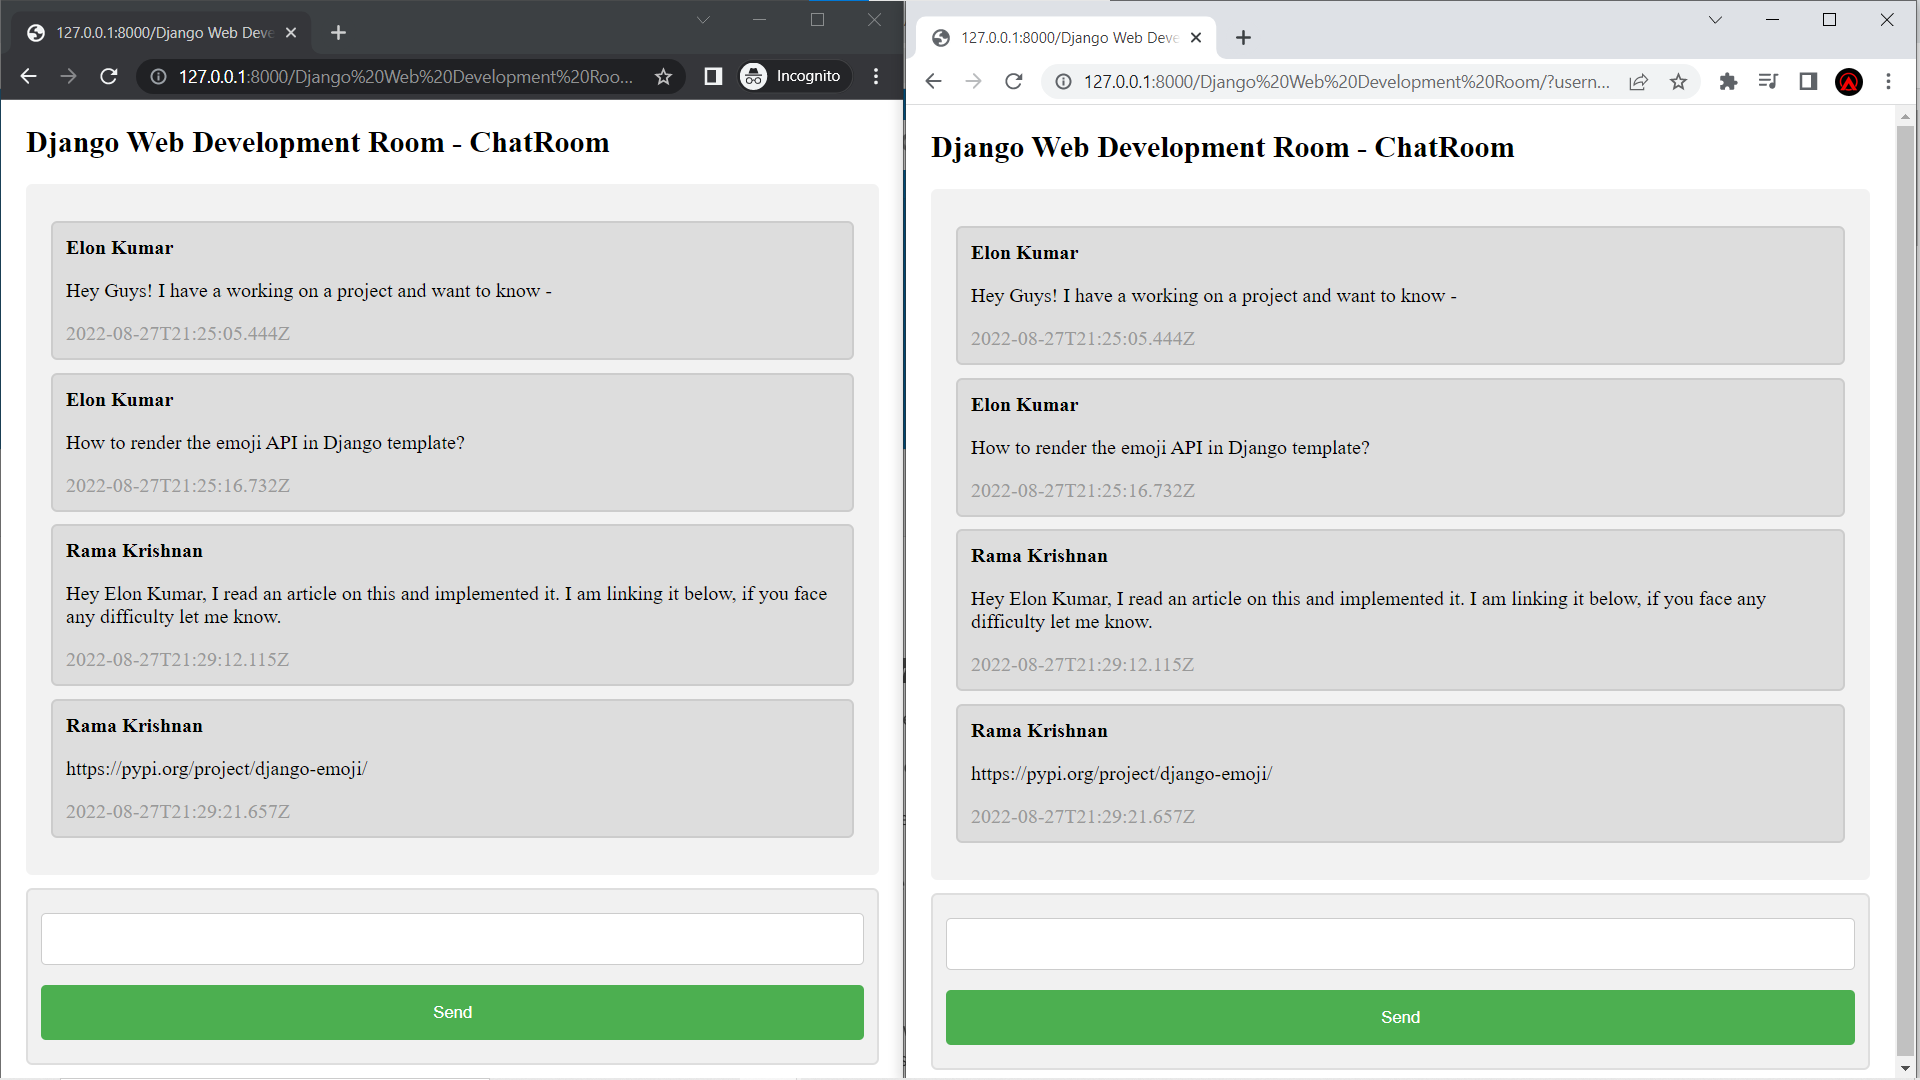 127.0.0.1:8000/Django Web Deve
127.0.0.1:8000/Django%20Web%20Development%20Roo...
Incognito
Django Web Development Room - ChatRoom
Elon Kumar
Hey Guys! I have a working on a project and want to know -
2022-08-27T21:25:05.444Z
Elon Kumar
How to render the emoji API in Django template?
2022-08-27T21:25:16.732Z
Rama Krishnan
Hey Elon Kumar, I read an article on this and implemented it. I am linking it below, if you face
any difficulty let me know.
2022-08-27T21:29:12.115Z
Rama Krishnan
https://pypi.org/project/django-emoji/
2022-08-27T21:29:21.657Z
Send
127.0.0.1:8000/Django Web Deve
127.0.0.1:8000/Django%20Web%20Development%20Room/?usern...
Django Web Development Room - ChatRoom
Elon Kumar
Hey Guys! I have a working on a project and want to know -
2022-08-27T21:25:05.444Z
Elon Kumar
How to render the emoji API in Django template?
2022-08-27T21:25:16.732Z
Rama Krishnan
Hey Elon Kumar, I read an article on this and implemented it. I am linking it below, if you face any
difficulty let me know.
2022-08-27T21:29:12.115Z
Rama Krishnan
https://pypi.org/project/django-emoji/
2022-08-27T21:29:21.657Z
Send